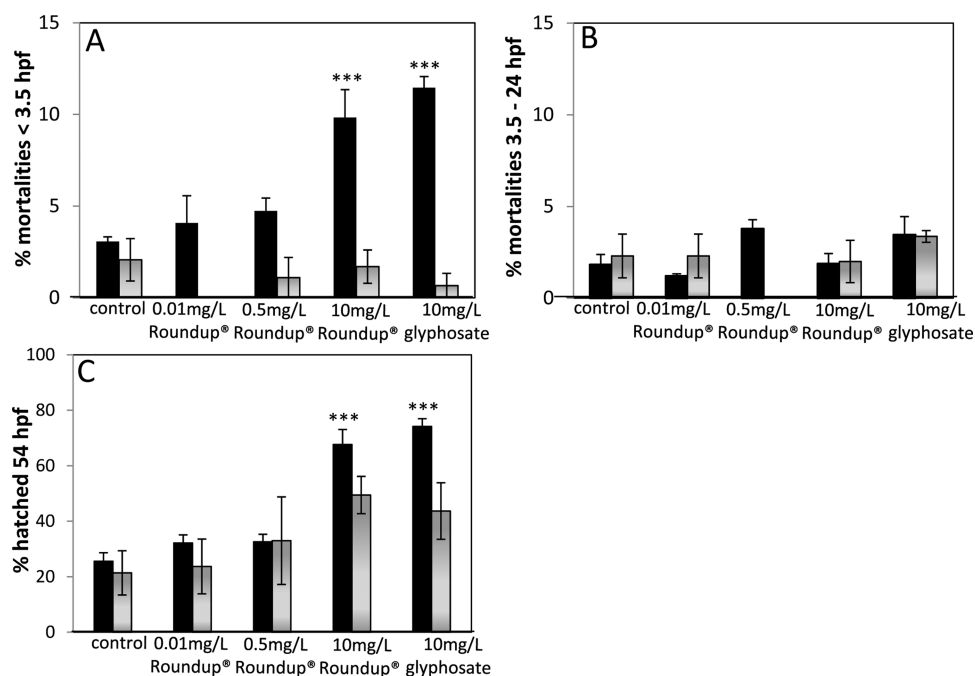 A
% mortalities < 3.5 hpf
15
10
5
0
*** ***
control 0.01mg/L 0.5mg/L 10mg/L 10mg/L
Roundup® Roundup® Roundup® glyphosate
B
% mortalities 3.5 - 24 hpf
15
10
5
0
control 0.01mg/L 0.5mg/L 10mg/L 10mg/L
Roundup® Roundup® Roundup® glyphosate
C
% hatched 54 hpf
100
80
60
40
20
0
*** ***
control 0.01mg/L 0.5mg/L 10mg/L 10mg/L
Roundup® Roundup® Roundup® glyphosate